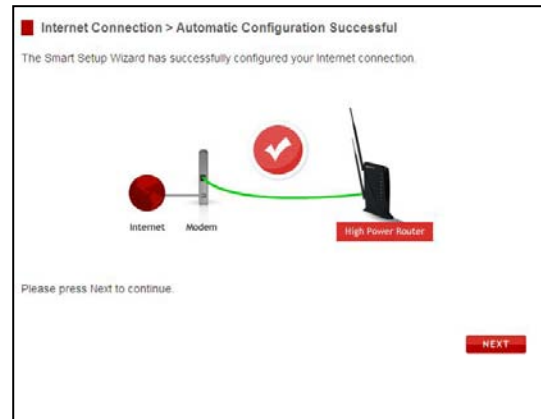 Internet Connection > Automatic Configuration Successful
The Smart Setup Wizard has successfully configured your Internet connection.
Internet
Modem
High Power Router
Please press Next to continue.
NEXT